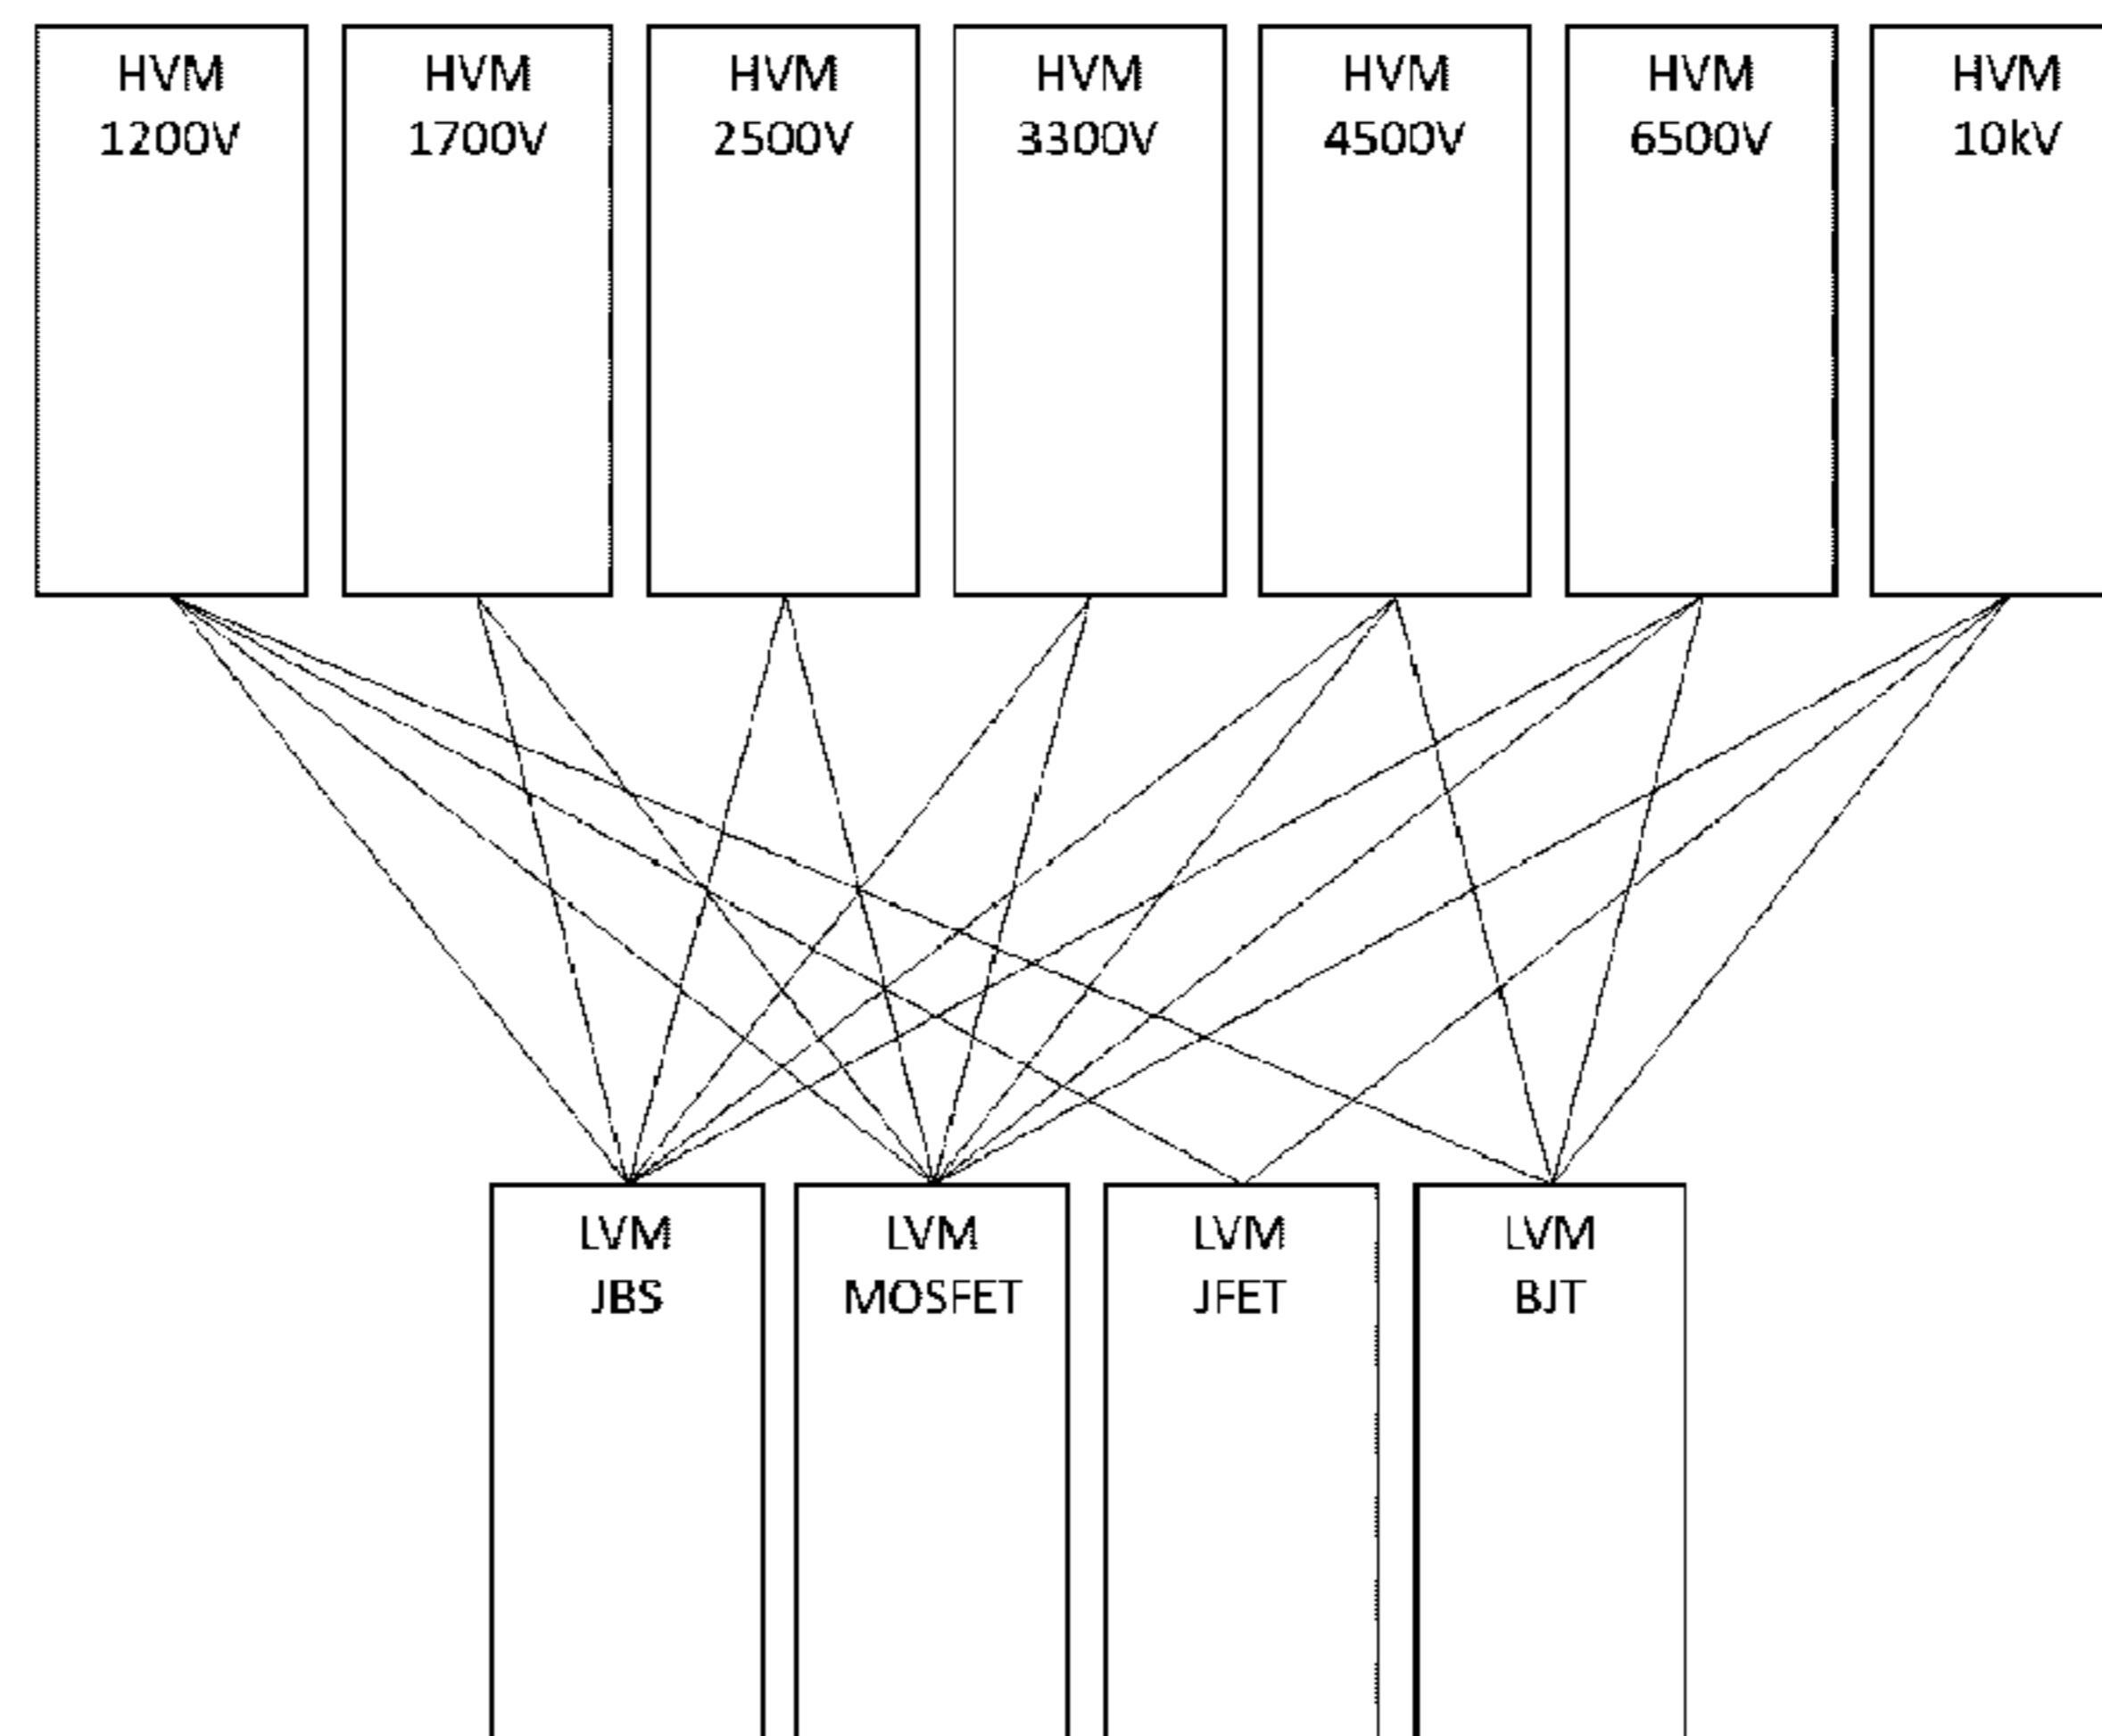 HVM
1200V
HVM
1700V
HVM
2500V
HVM
3300V
HVM
4500V
HVM
6500V
HVM
10kV
LVM
JBS
LVM
MOSFET
LVM
JFET
LVM
BJT